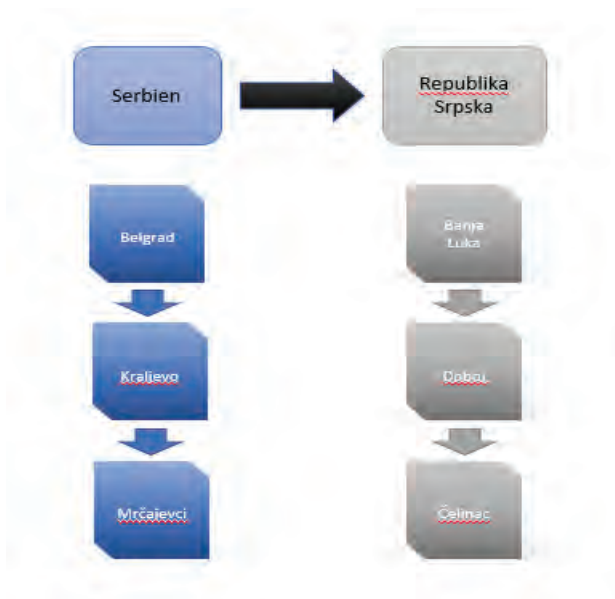 Serbien
Republika
Srpska
Belgrad
Banja
Luka
Kraljevo
Doboj
Mrčajevci
Čelinac